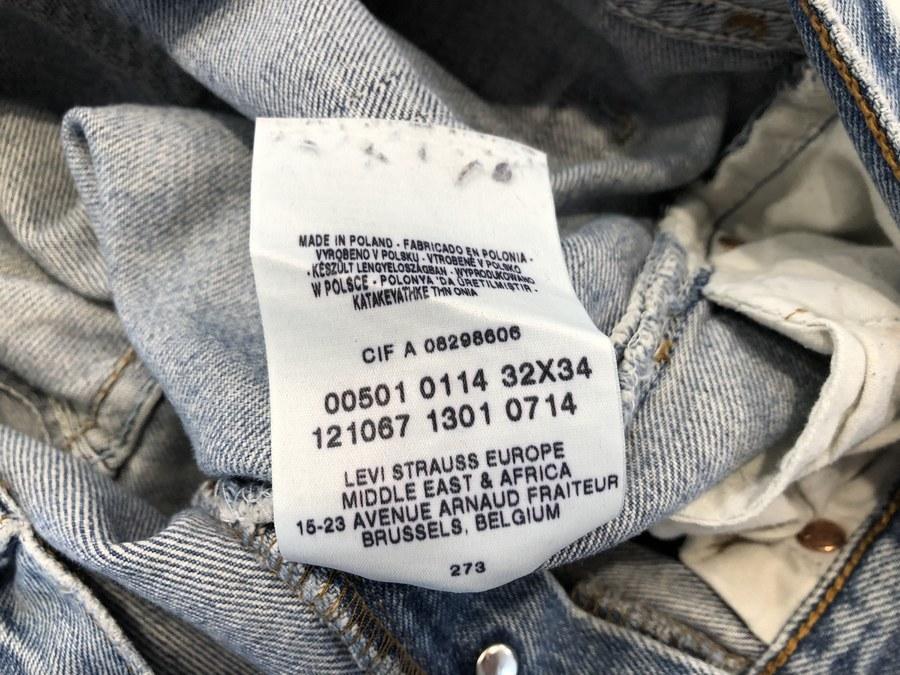 MADE IN POLAND - FABRICADO EN POLONIA -
VYROBENO V POLSKU - VTROBENÉ V POLSKO
- KÉSZÜLT LENGYELOSZÁGBAN - WYPRODUKOWANO
W POLSCE - POLONYA 'DA ÜRETILMISTIR -
KATAKEYATHKE THN ONIA
CIF A 08298606
00501 0114 32X34
121067 1301 0714
LEVI STRAUSS EUROPE
MIDDLE EAST & AFRICA
15-23 AVENUE ARNAUD FRAITEUR
BRUSSELS, BELGIUM
273